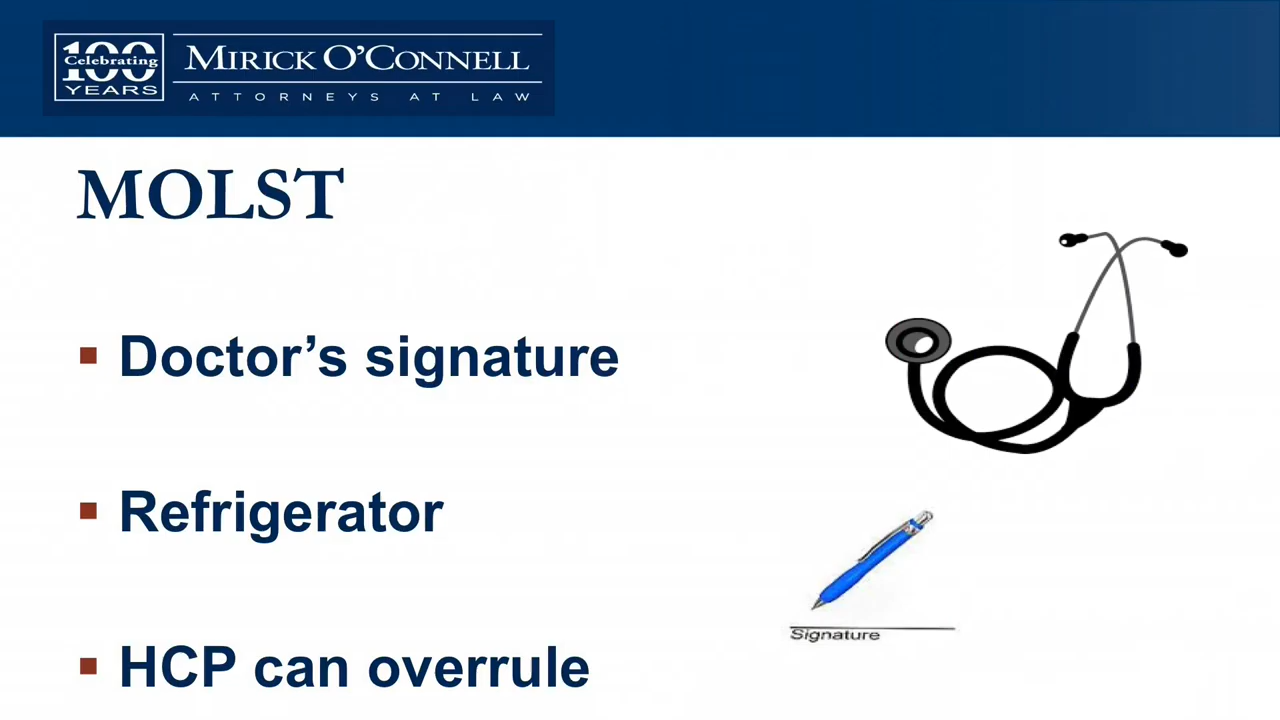 Celebrating
100
YEARS
MIRICK O'CONNELL
ATTORNEYS AT LAW
MOLST
▪ Doctor’s signature
▪ Refrigerator
Signature
▪ HCP can overrule